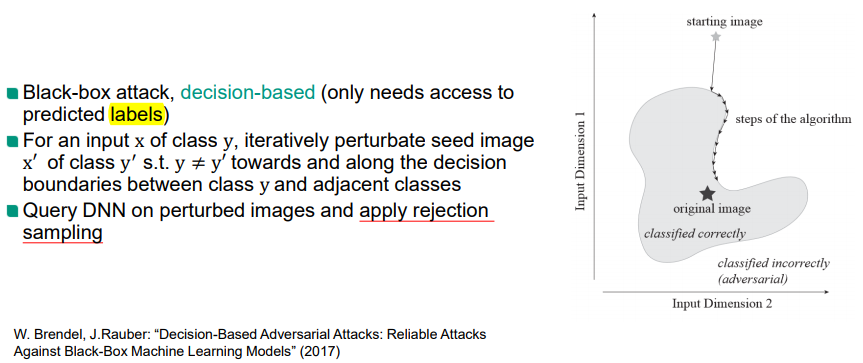 Black-box attack, decision-based (only needs access to
predicted labels)
For an input x of class y, iteratively perturbate seed image
x′ of class y′ s.t. y ≠ y′ towards and along the decision
boundaries between class y and adjacent classes
Query DNN on perturbed images and apply rejection
sampling
W. Brendel, J.Rauber: “Decision-Based Adversarial Attacks: Reliable Attacks
Against Black-Box Machine Learning Models” (2017)
starting image
steps of the algorithm
Input Dimension 1
original image
classified correctly
classified incorrectly
(adversarial)
Input Dimension 2